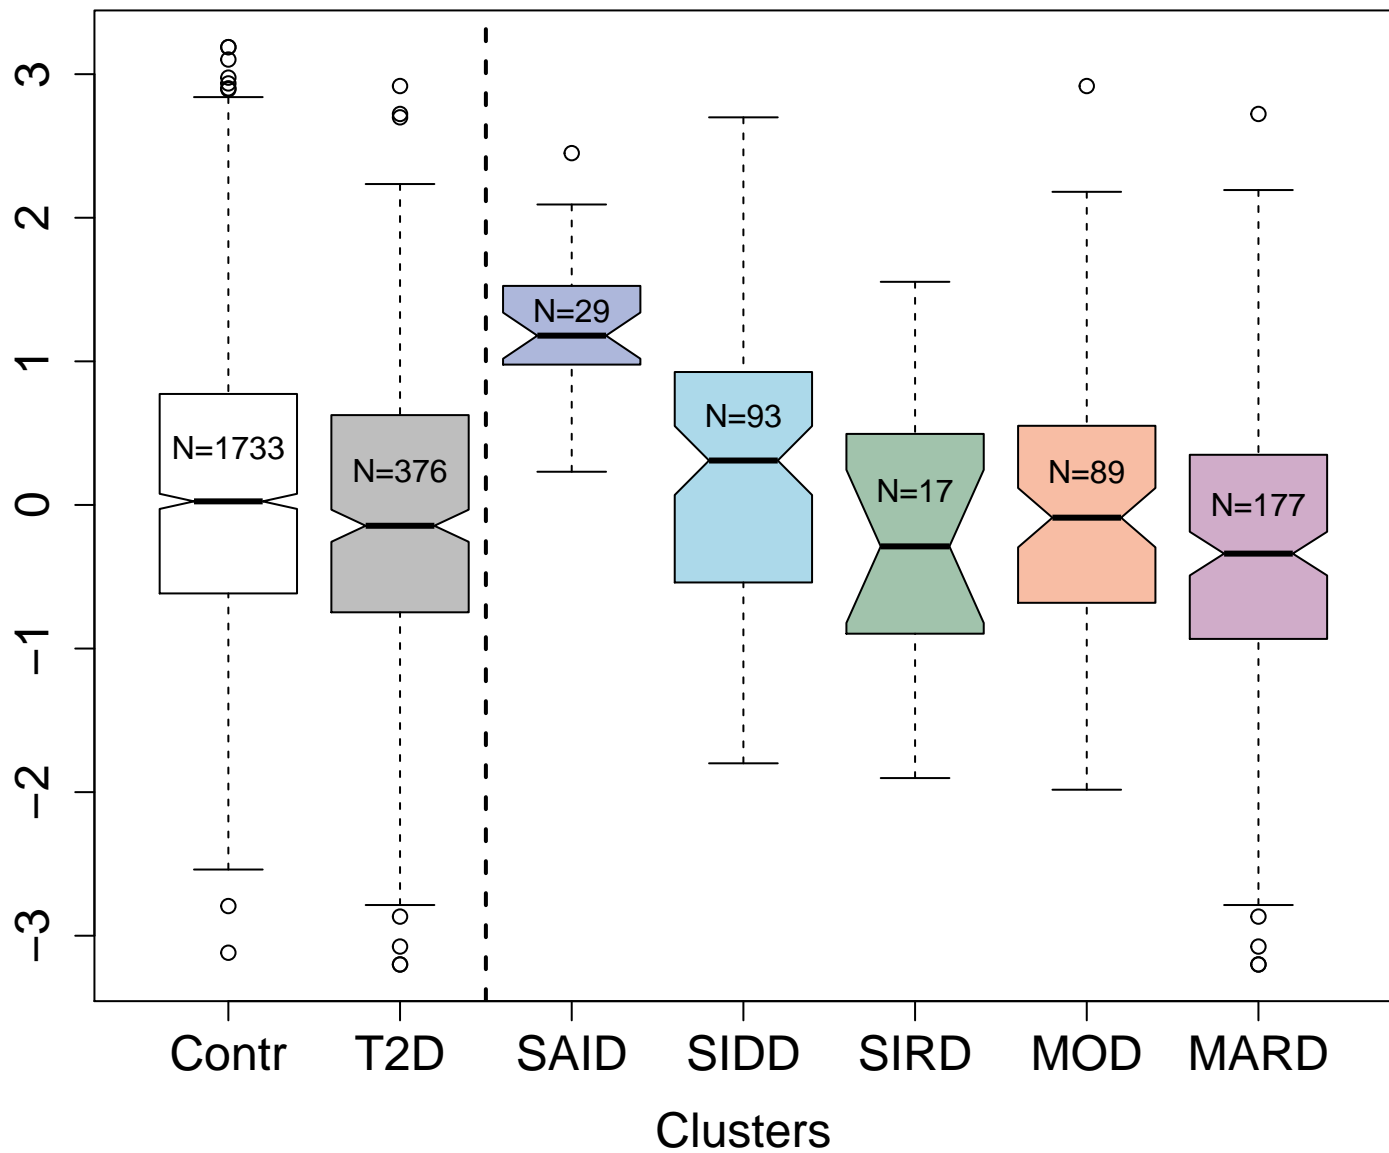 3
2
1
0
−1
−2
−3
N=1733
N=376
N=29
N=93
N=17
N=89
N=177
Contr T2D SAID SIDD SIRD MOD MARD
Clusters